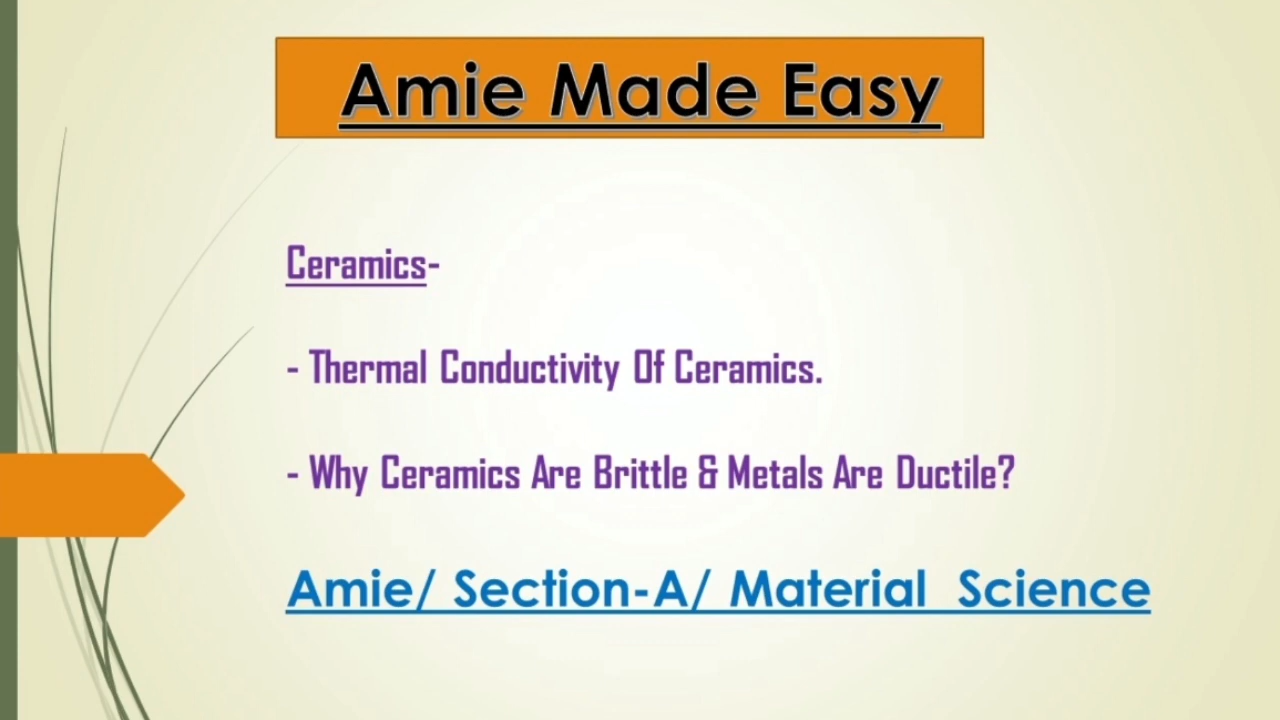 Amie Made Easy
Ceramics-
- Thermal Conductivity Of Ceramics.
- Why Ceramics Are Brittle & Metals Are Ductile?
Amie/ Section-A/ Material Science